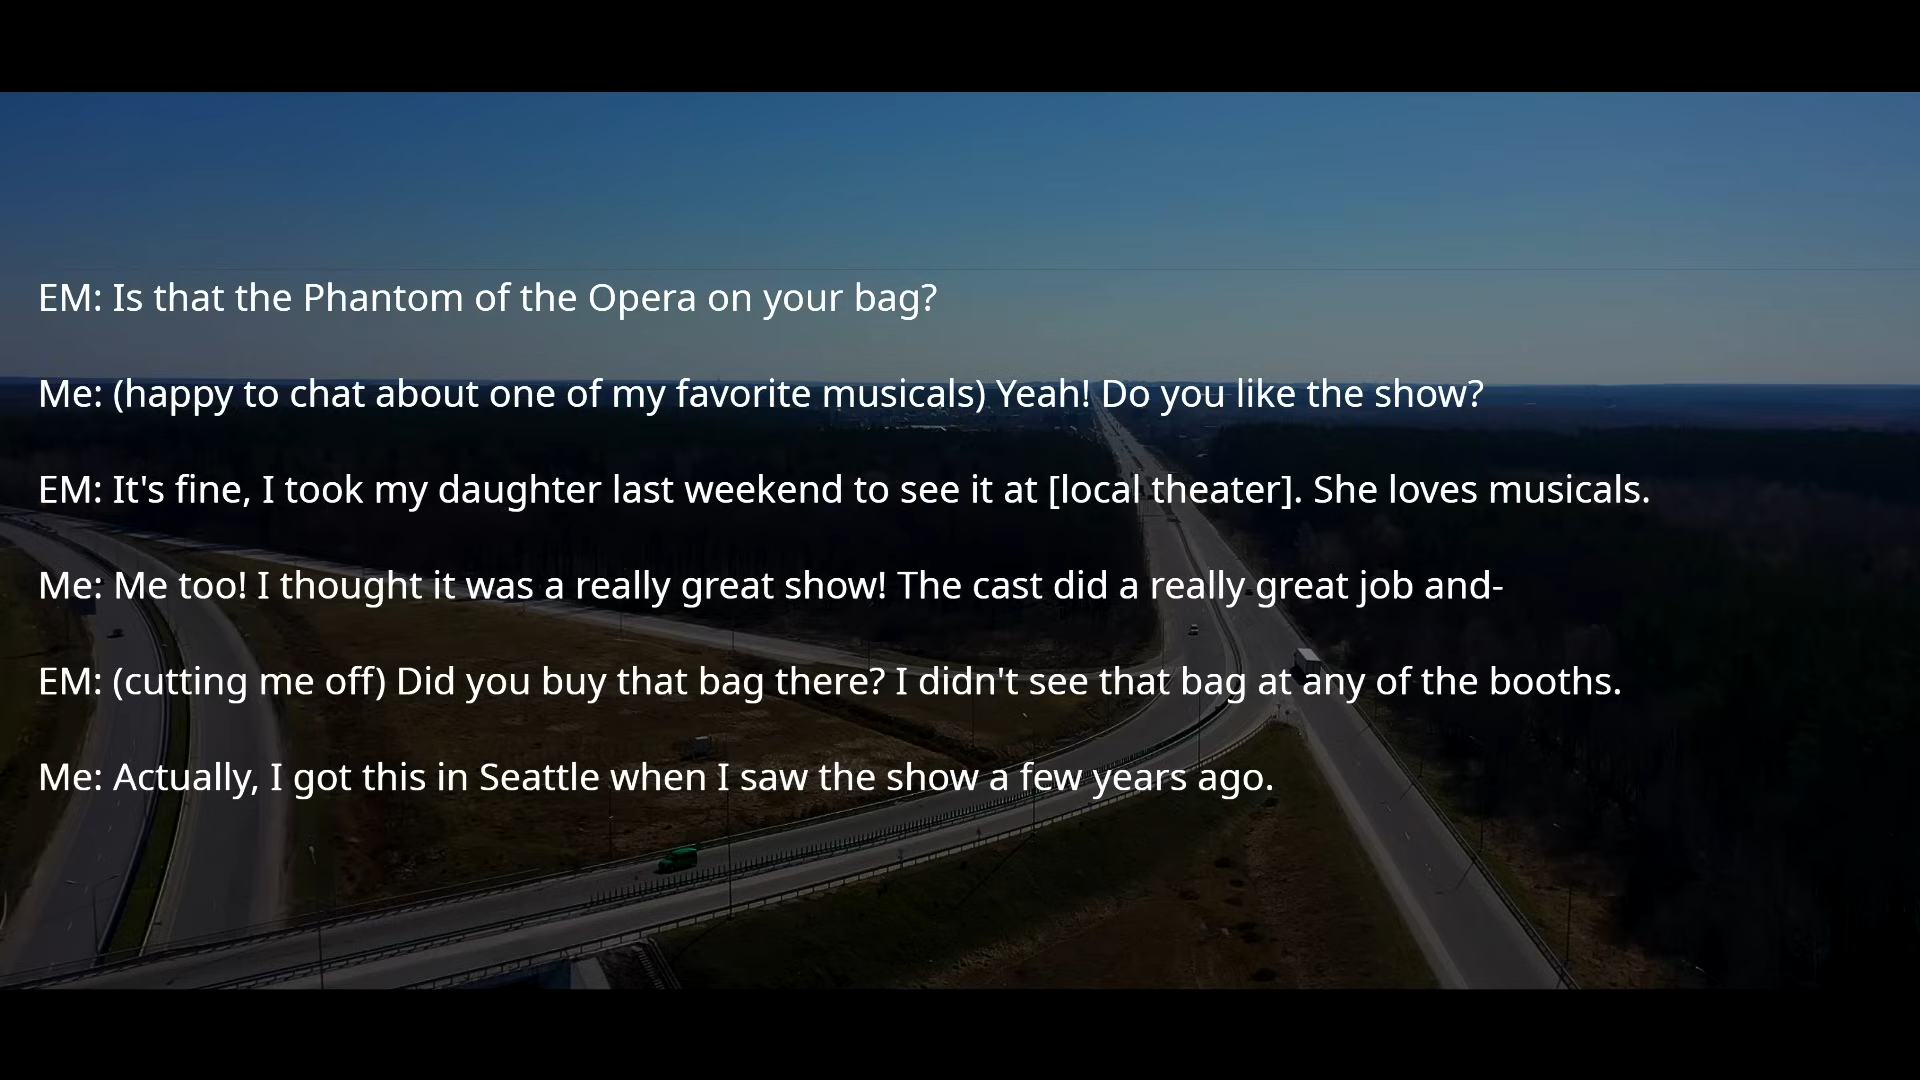 EM: Is that the Phantom of the Opera on your bag?
Me: (happy to chat about one of my favorite musicals) Yeah! Do you like the show?
EM: It's fine, I took my daughter last weekend to see it at [local theater]. She loves musicals.
Me: Me too! I thought it was a really great show! The cast did a really great job and-
EM: (cutting me off) Did you buy that bag there? I didn't see that bag at any of the booths.
Me: Actually, I got this in Seattle when I saw the show a few years ago.